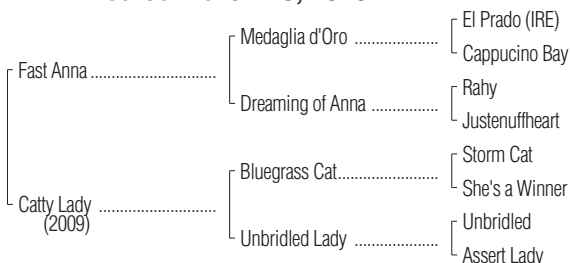 El Prado (IRE)
Medaglia d'Oro ....................
Cappucino Bay
Fast Anna ..............................
Rahy
Dreaming of Anna ................
Justenuffheart
Storm Cat
Bluegrass Cat........................
She's a Winner
Catty Lady ............................
(2009)
Unbridled
Unbridled Lady ....................
Assert Lady